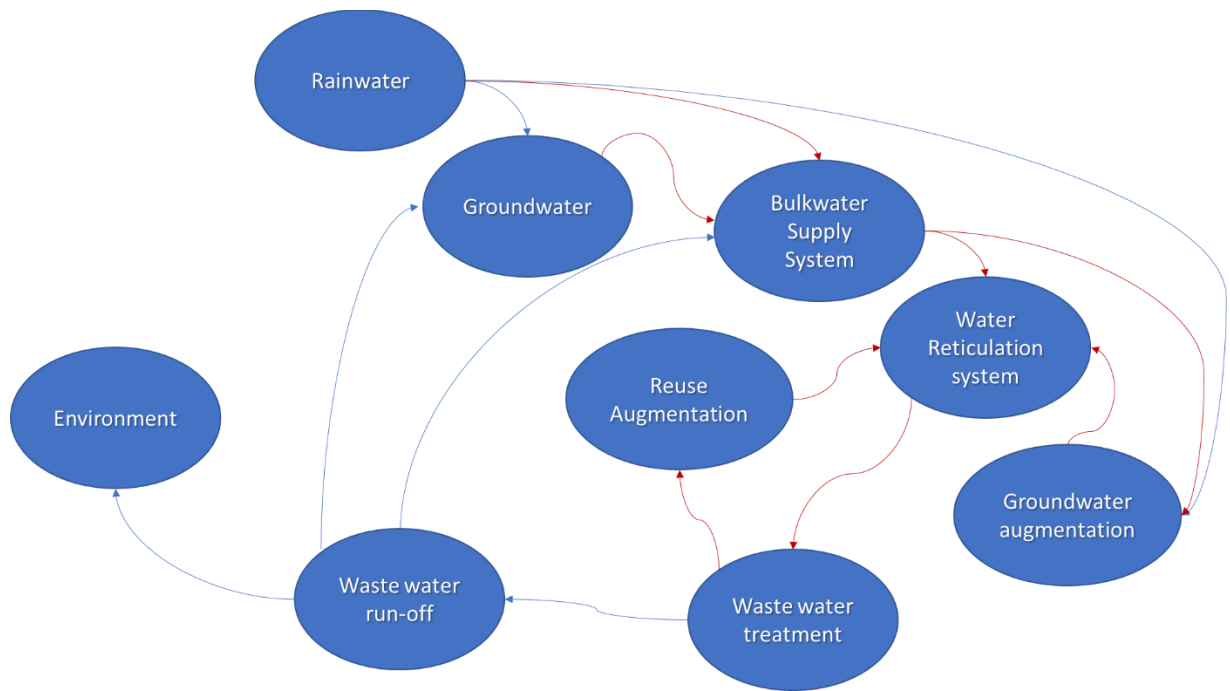 Rainwater
Groundwater
Bulkwater
Supply
System
Water
Reticulation
system
Reuse
Augmentation
Environment
Groundwater
augmentation
Waste water
run-off
Waste water
treatment